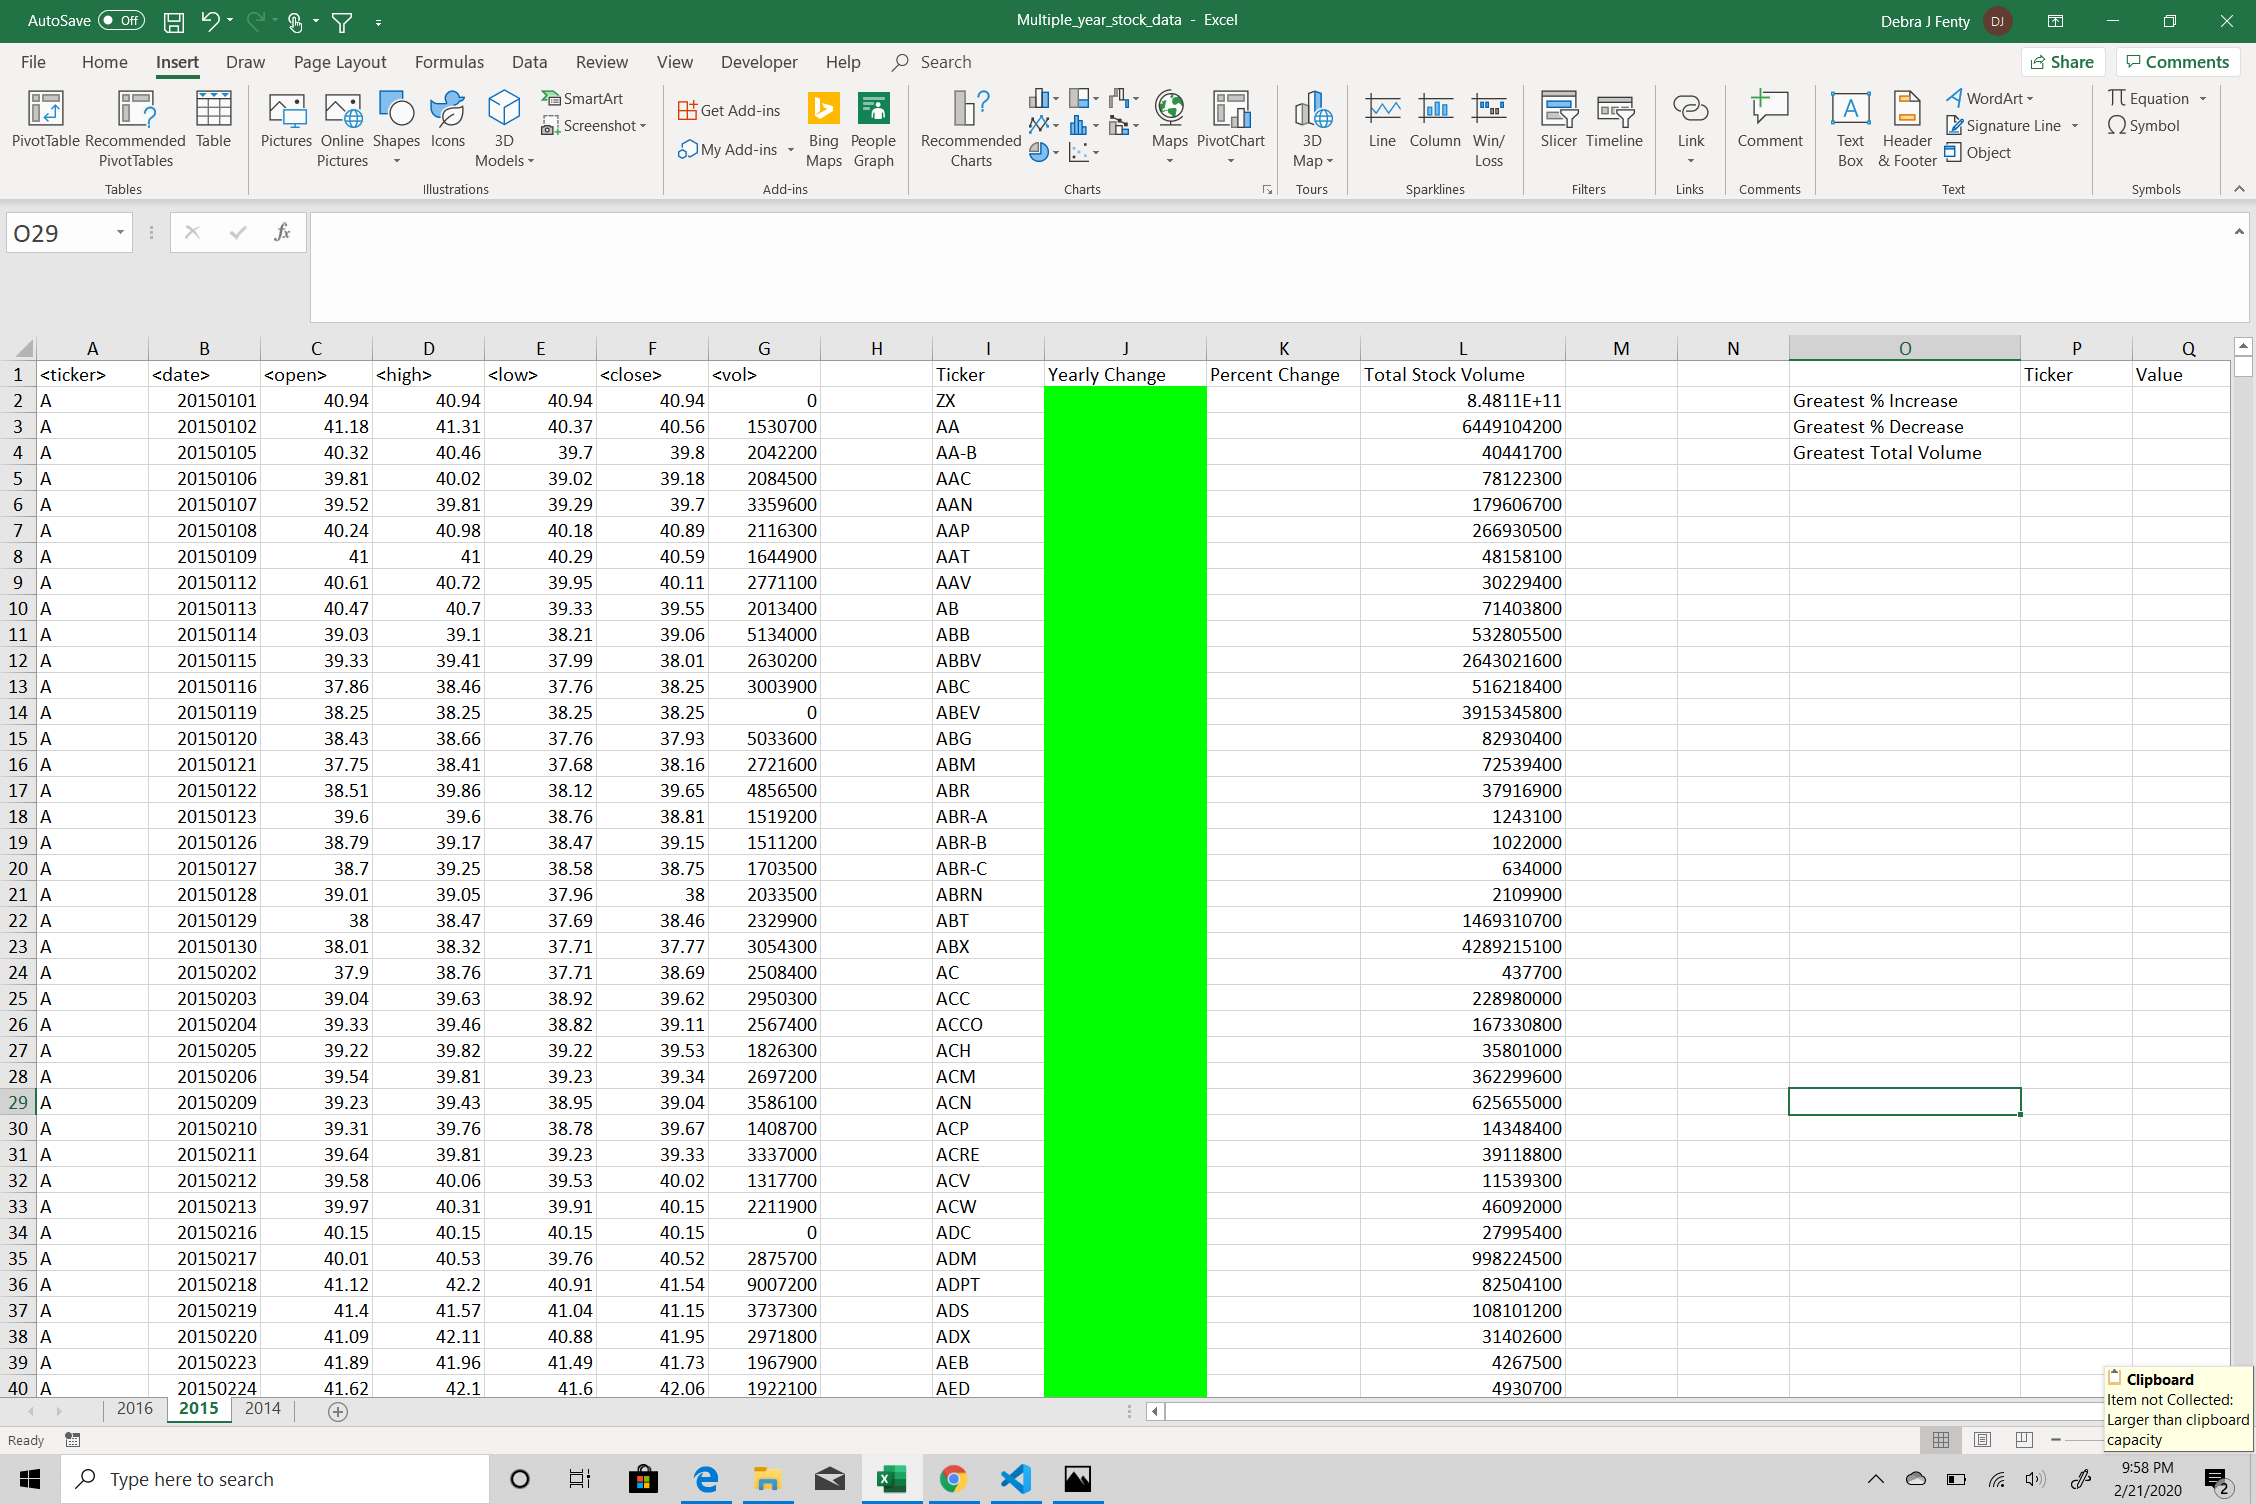 AutoSave Off Multiple_year_stock_data - Excel Debra J Fenty DJ
File Home Insert Draw Page Layout Formulas Data Review View Developer Help Search Share Comments
PivotTable Recommended PivotTables Table
Tables
Pictures Online Pictures Shapes Icons 3D Models SmartArt Screenshot
Illustrations
Get Add-ins My Add-ins Bing Maps People Graph
Add-ins
Recommended Charts Maps PivotChart
Charts
3D Map
Tours
Line Column Win/ Loss
Sparklines
Slicer Timeline
Filters
Link
Links
Comment
Comments
Text Box Header & Footer WordArt Signature Line Object
Text
Equation Symbol
Symbols
O29 fx
A B C D E F G H I J K L M N O P Q
1 <ticker> <date> <open> <high> <low> <close> <vol> Ticker Yearly Change Percent Change Total Stock Volume Ticker Value
2 A 20150101 40.94 40.94 40.94 40.94 0 ZX 8.4811E+11 Greatest % Increase
3 A 20150102 41.18 41.31 40.37 40.56 1530700 AA 6449104200 Greatest % Decrease
4 A 20150105 40.32 40.46 39.7 39.8 2042200 AA-B 40441700 Greatest Total Volume
5 A 20150106 39.81 40.02 39.02 39.18 2084500 AAC 78122300
6 A 20150107 39.52 39.81 39.29 39.7 3359600 AAN 179606700
7 A 20150108 40.24 40.98 40.18 40.89 2116300 AAP 266930500
8 A 20150109 41 41 40.29 40.59 1644900 AAT 48158100
9 A 20150112 40.61 40.72 39.95 40.11 2771100 AAV 30229400
10 A 20150113 40.47 40.7 39.33 39.55 2013400 AB 71403800
11 A 20150114 39.03 39.1 38.21 39.06 5134000 ABB 532805500
12 A 20150115 39.33 39.41 37.99 38.01 2630200 ABBV 2643021600
13 A 20150116 37.86 38.46 37.76 38.25 3003900 ABC 516218400
14 A 20150119 38.25 38.25 38.25 38.25 0 ABEV 3915345800
15 A 20150120 38.43 38.66 37.76 37.93 5033600 ABG 82930400
16 A 20150121 37.75 38.41 37.68 38.16 2721600 ABM 72539400
17 A 20150122 38.51 39.86 38.12 39.65 4856500 ABR 37916900
18 A 20150123 39.6 39.6 38.76 38.81 1519200 ABR-A 1243100
19 A 20150126 38.79 39.17 38.47 39.15 1511200 ABR-B 1022000
20 A 20150127 38.7 39.25 38.58 38.75 1703500 ABR-C 634000
21 A 20150128 39.01 39.05 37.96 38 2033500 ABRN 2109900
22 A 20150129 38 38.47 37.69 38.46 2329900 ABT 1469310700
23 A 20150130 38.01 38.32 37.71 37.77 3054300 ABX 4289215100
24 A 20150202 37.9 38.76 37.71 38.69 2508400 AC 437700
25 A 20150203 39.04 39.63 38.92 39.62 2950300 ACC 228980000
26 A 20150204 39.33 39.46 38.82 39.11 2567400 ACCO 167330800
27 A 20150205 39.22 39.82 39.22 39.53 1826300 ACH 35801000
28 A 20150206 39.54 39.81 39.23 39.34 2697200 ACM 362299600
29 A 20150209 39.23 39.43 38.95 39.04 3586100 ACN 625655000
30 A 20150210 39.31 39.76 38.78 39.67 1408700 ACP 14348400
31 A 20150211 39.64 39.81 39.23 39.33 3337000 ACRE 39118800
32 A 20150212 39.58 40.06 39.53 40.02 1317700 ACV 11539300
33 A 20150213 39.97 40.31 39.91 40.15 2211900 ACW 46092000
34 A 20150216 40.15 40.15 40.15 40.15 0 ADC 27995400
35 A 20150217 40.01 40.53 39.76 40.52 2875700 ADM 998224500
36 A 20150218 41.12 42.2 40.91 41.54 9007200 ADPT 82504100
37 A 20150219 41.4 41.57 41.04 41.15 3737300 ADS 108101200
38 A 20150220 41.09 42.11 40.88 41.95 2971800 ADX 31402600
39 A 20150223 41.89 41.96 41.49 41.73 1967900 AEB 4267500
40 A 20150224 41.62 42.1 41.6 42.06 1922100 AED 4930700
2016 2015 2014
Clipboard
Item not Collected:
Larger than clipboard
capacity
Ready
Type here to search
9:58 PM
2/21/2020
2